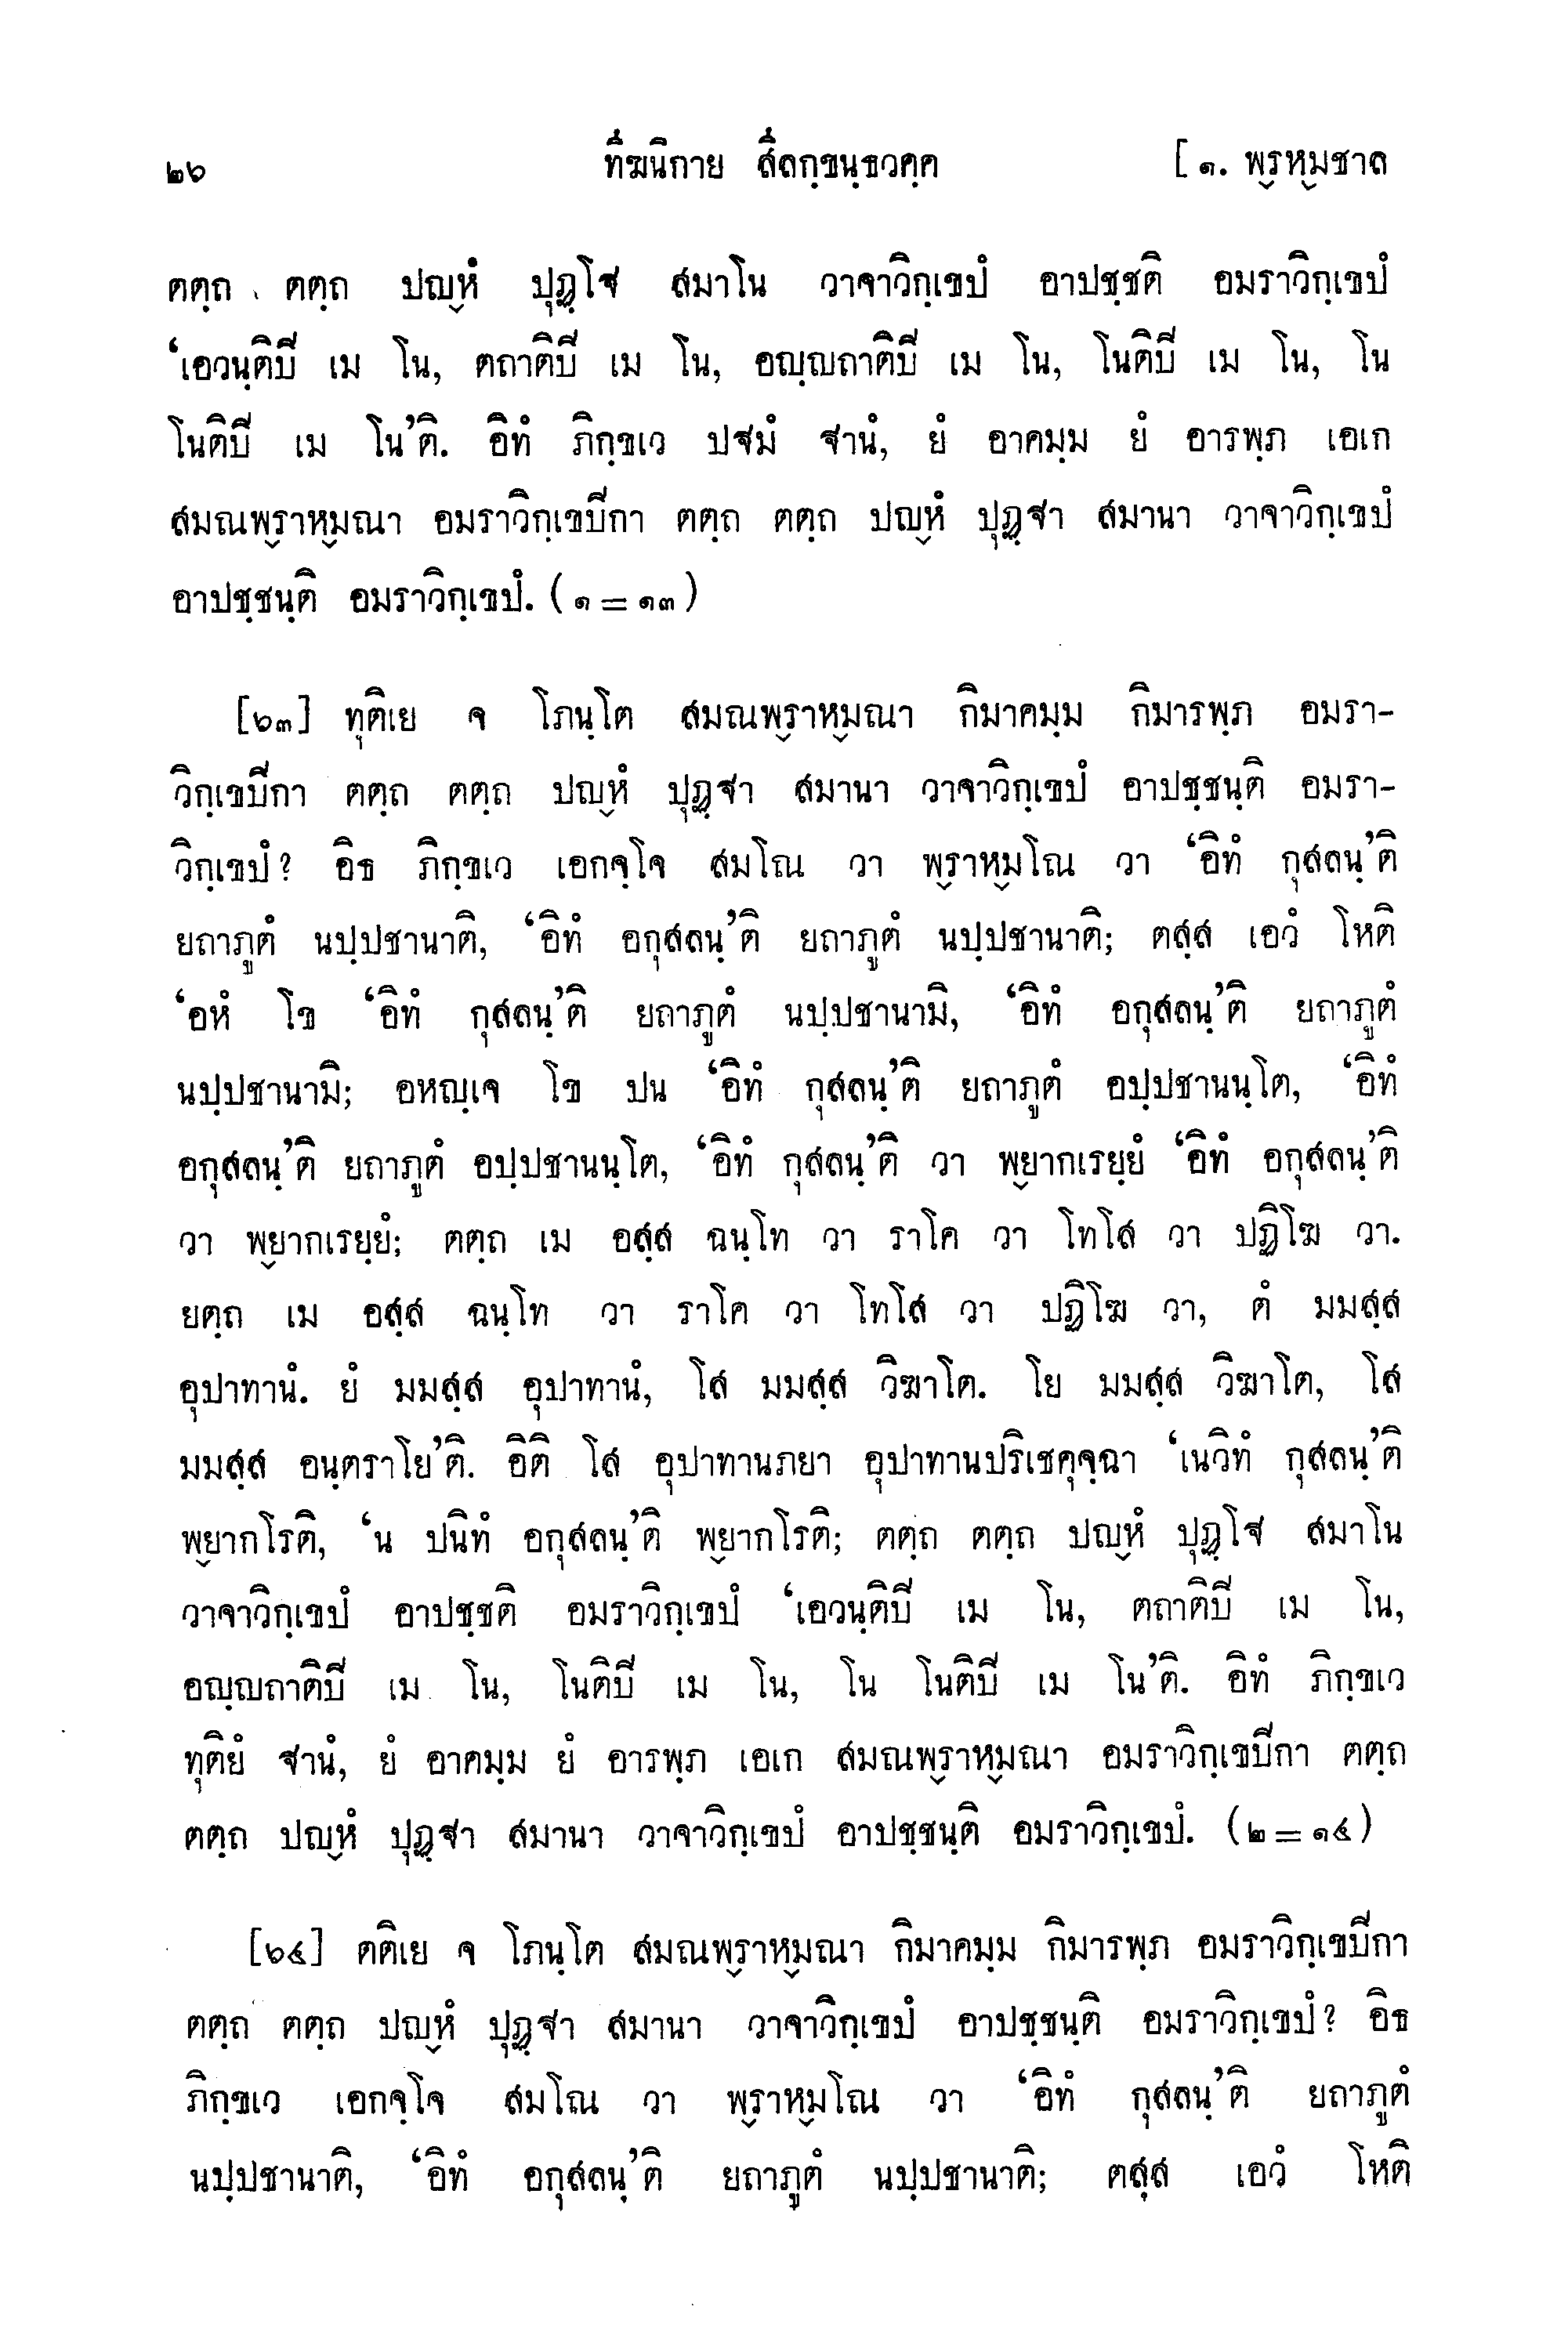 ๒๖ ทีฆนิกาย สีลกฺขนฺธวคฺค [ ๑. พ๎รห๎มชาล
ตตฺถ ตตฺถ ปญ๎หํ ปุฏฺโฐ สมาโน วาจาวิกฺเขปํ อาปชฺชติ อมราวิกฺเขปํ
‘เอวนฺติปิ เม โน, ตถาติปิ เม โน, อญฺญถาติปิ เม โน, โนติปิ เม โน, โน
โนติปิ เม โน’ติ. อิทํ ภิกฺขเว ปฐมํ ฐานํ, ยํ อาคมฺม ยํ อารพฺภ เอเก
สมณพ๎ราห๎มณา อมราวิกฺเขปิกา ตตฺถ ตตฺถ ปญ๎หํ ปุฏฺฐา สมานา วาจาวิกฺเขปํ
อาปชฺชนฺติ อมราวิกฺเขปํ. (๑ = ๑๓)
[๖๓] ทุติเย จ โภนฺโต สมณพ๎ราห๎มณา กิมาคมฺม กิมารพฺภ อมรา-
วิกฺเขปิกา ตตฺถ ตตฺถ ปญ๎หํ ปุฏฺฐา สมานา วาจาวิกฺเขปํ อาปชฺชนฺติ อมรา-
วิกฺเขปํ? อิธ ภิกฺขเว เอกจฺโจ สมโณ วา พ๎ราห๎มโณ วา ‘อิทํ กุสลนฺ’ติ
ยถาภูตํ นปฺปชานาติ, ‘อิทํ อกุสลนฺ’ติ ยถาภูตํ นปฺปชานาติ; ตสฺส เอวํ โหติ
‘อหํ โข ‘อิทํ กุสลนฺ’ติ ยถาภูตํ นปฺปชานามิ, ‘อิทํ อกุสลนฺ’ติ ยถาภูตํ
นปฺปชานามิ; อหญฺเจ โข ปน ‘อิทํ กุสลนฺ’ติ ยถาภูตํ อปฺปชานนฺโต, ‘อิทํ
อกุสลนฺ’ติ ยถาภูตํ อปฺปชานนฺโต, ‘อิทํ กุสลนฺ’ติ วา พ๎ยากเรยฺยํ ‘อิทํ อกุสลนฺ’ติ
วา พ๎ยากเรยฺยํ; ตตฺถ เม อสฺส ฉนฺโท วา ราโค วา โทโส วา ปฏิโฆ วา.
ยตฺถ เม อสฺส ฉนฺโท วา ราโค วา โทโส วา ปฏิโฆ วา, ตํ มมสฺส
อุปาทานํ. ยํ มมสฺส อุปาทานํ, โส มมสฺส วิฆาโต. โย มมสฺส วิฆาโต, โส
มมสฺส อนฺตราโย’ติ. อิติ โส อุปาทานภยา อุปาทานปริเชคุจฺฉา ‘เนวิทํ กุสลนฺ’ติ
พ๎ยากโรติ, ‘น ปนิทํ อกุสลนฺ’ติ พ๎ยากโรติ; ตตฺถ ตตฺถ ปญ๎หํ ปุฏฺโฐ สมาโน
วาจาวิกฺเขปํ อาปชฺชติ อมราวิกฺเขปํ ‘เอวนฺติปิ เม โน, ตถาติปิ เม โน,
อญฺญถาติปิ เม โน, โนติปิ เม โน, โน โนติปิ เม โน’ติ. อิทํ ภิกฺขเว
ทุติยํ ฐานํ, ยํ อาคมฺม ยํ อารพฺภ เอเก สมณพ๎ราห๎มณา อมราวิกฺเขปิกา ตตฺถ
ตตฺถ ปญ๎หํ ปุฏฺฐา สมานา วาจาวิกฺเขปํ อาปชฺชนฺติ อมราวิกฺเขปํ. (๒ = ๑๔)
[๖๔] ตติเย จ โภนฺโต สมณพ๎ราห๎มณา กิมาคมฺม กิมารพฺภ อมราวิกฺเขปิกา
ตตฺถ ตตฺถ ปญ๎หํ ปุฏฺฐา สมานา วาจาวิกฺเขปํ อาปชฺชนฺติ อมราวิกฺเขปํ? อิธ
ภิกฺขเว เอกจฺโจ สมโณ วา พ๎ราห๎มโณ วา ‘อิทํ กุสลนฺ’ติ ยถาภูตํ
นปฺปชานาติ, ‘อิทํ อกุสลนฺ’ติ ยถาภูตํ นปฺปชานาติ; ตสฺส เอวํ โหติ